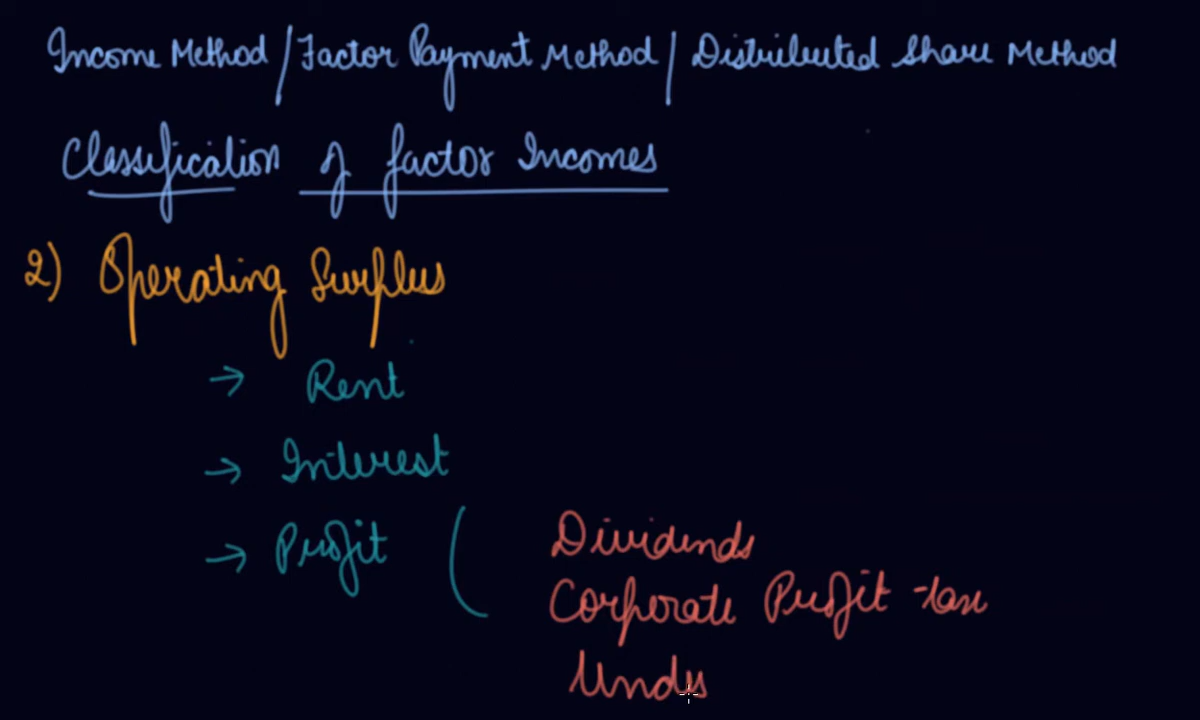 Income Method / Factor Payment Method / Distributed Share Method
Classification of factor Incomes
2) Operating Surplus
→ Rent
→ Interest
→ Profit ( Dividends
Corporate Profit tax
Undis